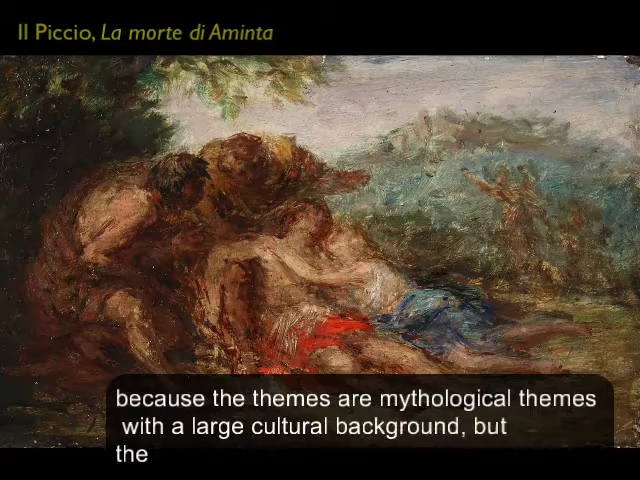 Il Piccio, La morte di Aminta
because the themes are mythological themes
with a large cultural background, but
the